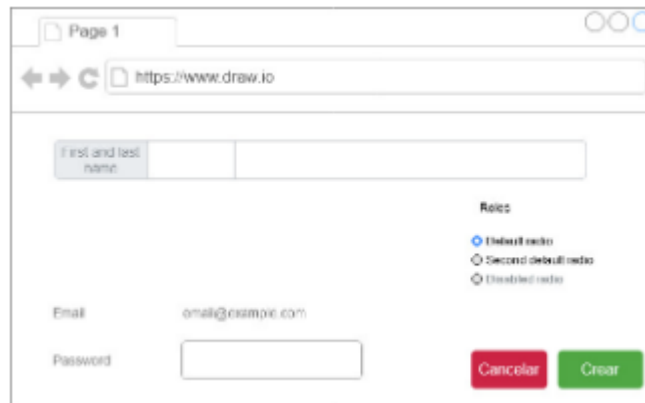 Page 1
https://www.draw.io
First and last
name
Roles
Default radio
Second default radio
Disabled radio
Email
email@example.com
Password
Cancelar
Crear